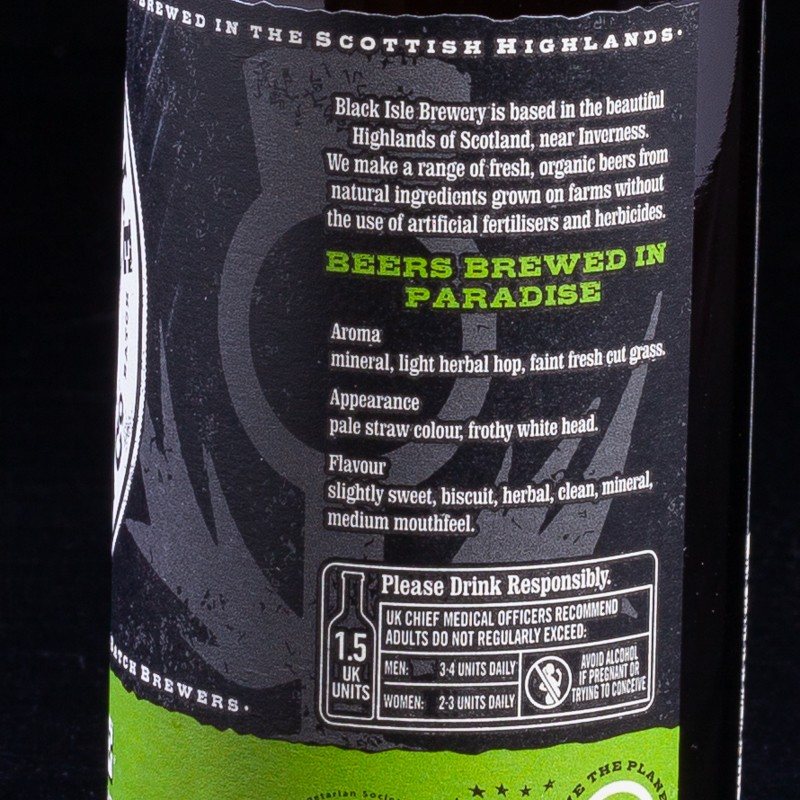 BREWED IN THE SCOTTISH HIGHLANDS.
Black Isle Brewery is based in the beautiful
Highlands of Scotland, near Inverness.
We make a range of fresh, organic beers from
natural ingredients grown on farms without
the use of artificial fertilisers and herbicides.
BEERS BREWED IN
PARADISE
Aroma
mineral, light herbal hop, faint fresh cut grass.
Appearance
pale straw colour, frothy white head.
Flavour
slightly sweet, biscuit, herbal, clean, mineral,
medium mouthfeel.
Please Drink Responsibly.
1.5
UK
UNITS
UK CHIEF MEDICAL OFFICERS RECOMMEND
ADULTS DO NOT REGULARLY EXCEED:
MEN: 3-4 UNITS DAILY
WOMEN: 2-3 UNITS DAILY
AVOID ALCOHOL
IF PREGNANT OR
TRYING TO CONCEIVE
BATCH BREWERS.
BATCH
THE PLANE